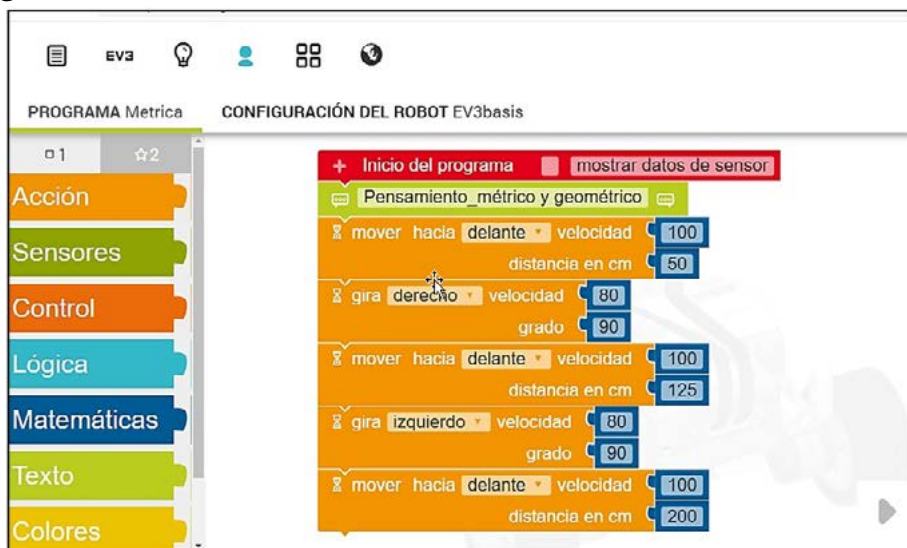 EV3
PROGRAMA Metrica CONFIGURACIÓN DEL ROBOT EV3basis
1 2
Acción
Sensores
Control
Lógica
Matemáticas
Texto
Colores
+ Inicio del programa mostrar datos de sensor
Pensamiento_métrico y geométrico
mover hacia delante velocidad 100
distancia en cm 50
gira derecho velocidad 80
grado 90
mover hacia delante velocidad 100
distancia en cm 125
gira izquierdo velocidad 80
grado 90
mover hacia delante velocidad 100
distancia en cm 200